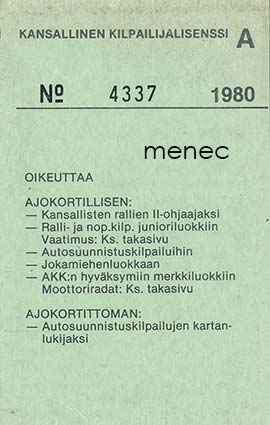 KANSALLINEN KILPAILIJALISENSSI A
Nº 4337 1980
menec
OIKEUTTAA
AJOKORTILLISEN:
— Kansallisten rallien II-ohjaajaksi
— Ralli- ja nop.kilp. junioriluokkiin
Vaatimus: Ks. takasivu
— Autosuunnistuskilpailuihin
— Jokamiehenluokkaan
— AKK:n hyväksymiin merkkiluokkiin
Moottoriradat: Ks. takasivu
AJOKORTITTOMAN:
— Autosuunnistuskilpailujen kartan-
lukijaksi